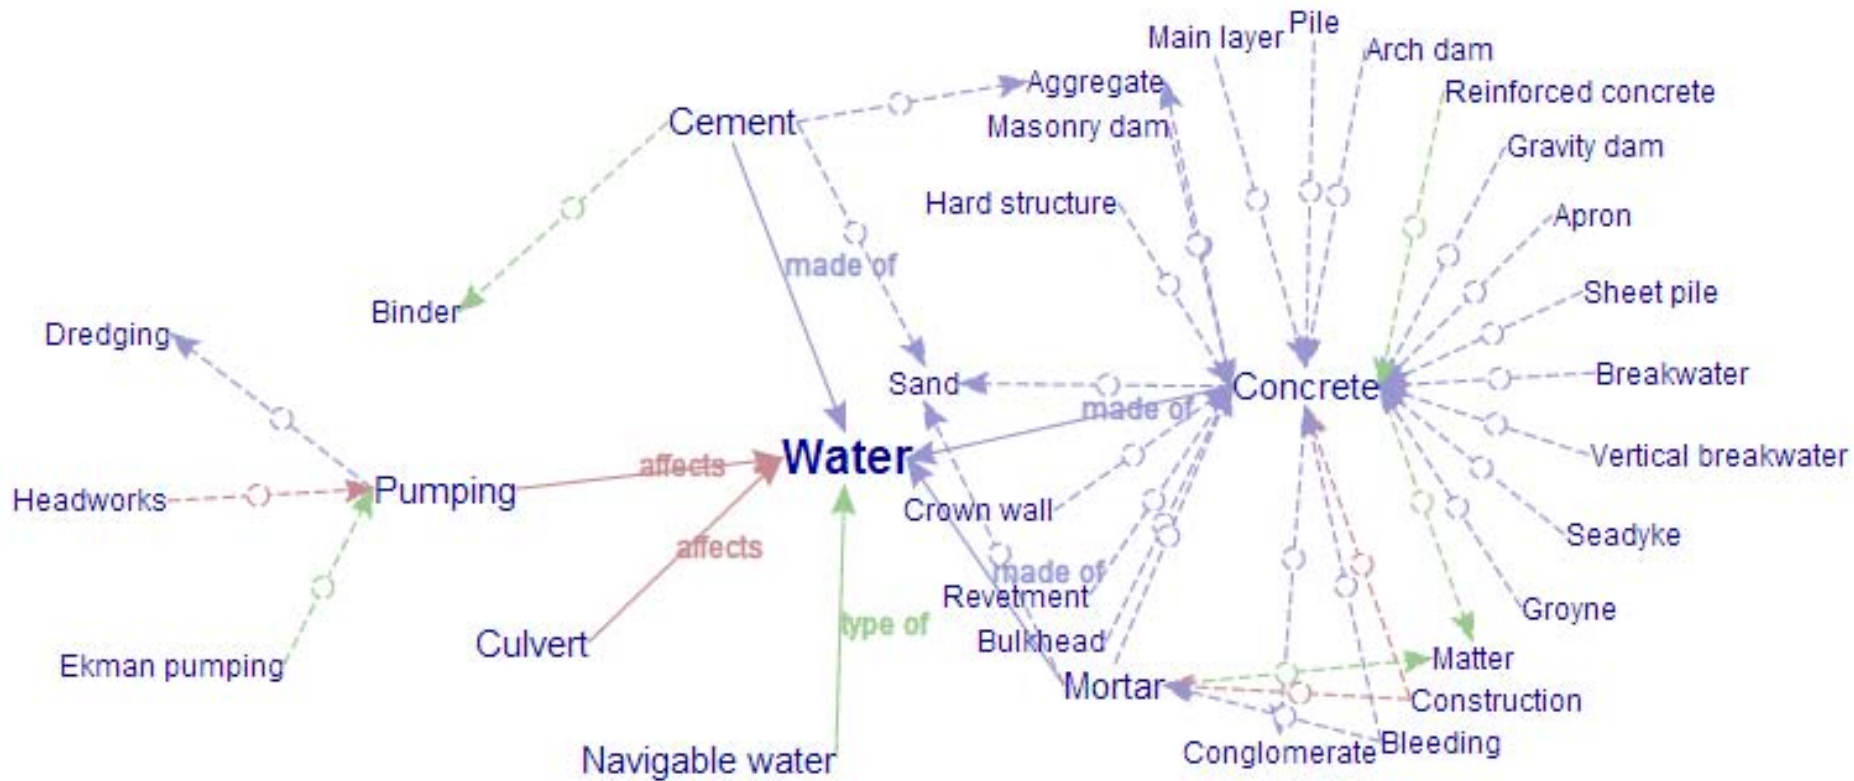 Pile
Main layer
Arch dam
Aggregate
Reinforced concrete
Cement
Masonry dam
Gravity dam
Hard structure
Apron
made of
Sheet pile
Binder
Dredging
Breakwater
Sand
Concrete
made of
Water
Vertical breakwater
affects
Pumping
Headworks
Crown wall
Seadyke
affects
made of
Revetment
Groyne
type of
Culvert
Bulkhead
Matter
Ekman pumping
Mortar
Construction
Bleeding
Conglomerate
Navigable water